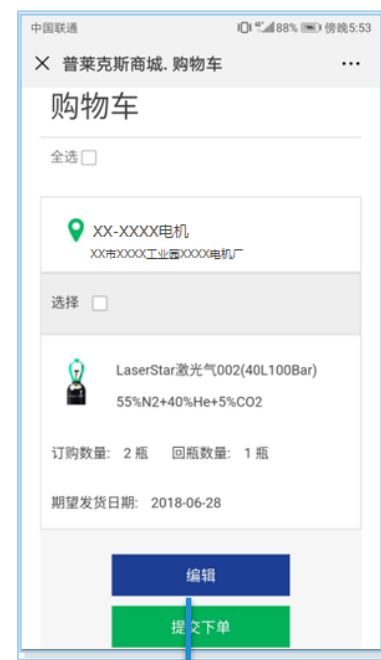 中国联通 88% 傍晚5:53
普莱克斯商城. 购物车
购物车
全选
XX-XXXX电机
XX市XXXX工业园XXXX电机厂
选择
LaserStar激光气002(40L100Bar)
55%N2+40%He+5%CO2
订购数量: 2 瓶 回瓶数量: 1 瓶
期望发货日期: 2018-06-28
编辑
提交下单